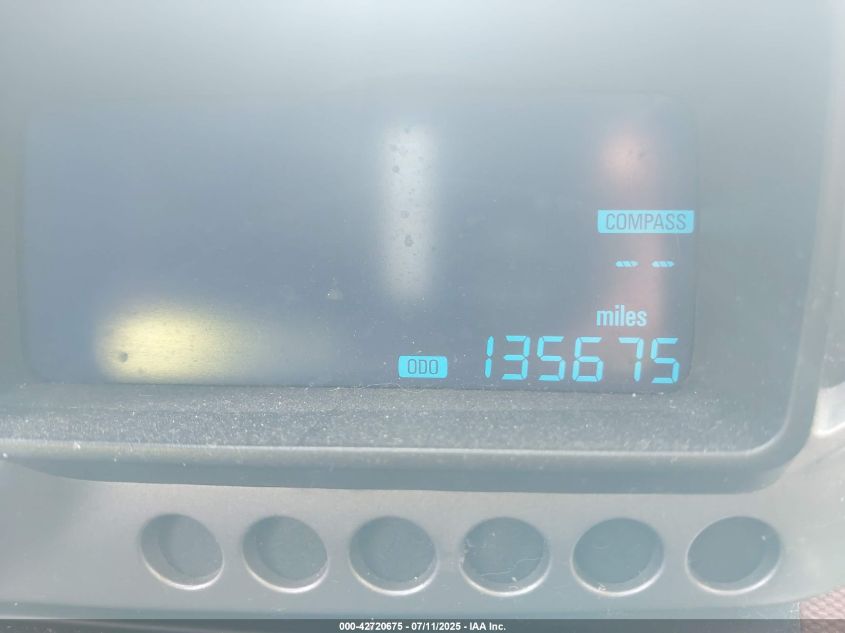 COMPASS
--
miles
ODO 135675
000-42720675 - 07/11/2025 - IAA Inc.